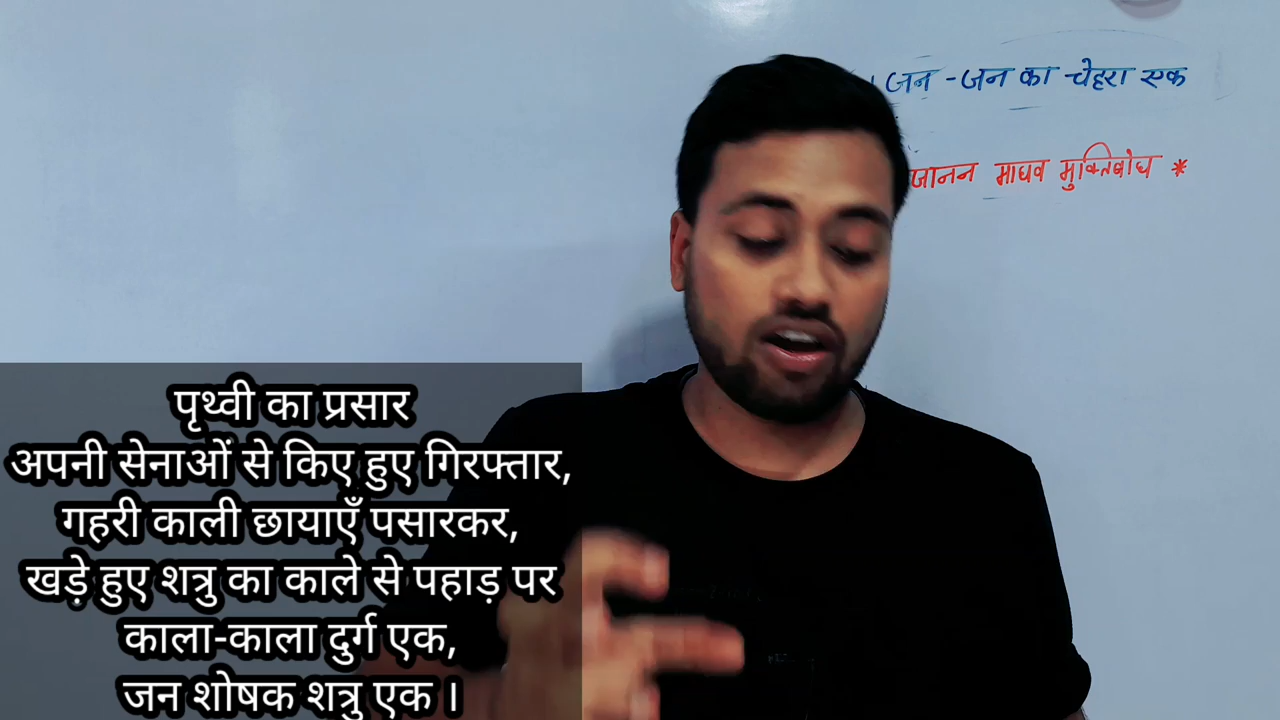 जन-जन का चेहरा एक
माधव मुक्तिबोध *
पृथ्वी का प्रसार
अपनी सेनाओं से किए हुए गिरफ्तार,
गहरी काली छायाएँ पसारकर,
खड़े हुए शत्रु का काले से पहाड़ पर
काला-काला दुर्ग एक,
जन शोषक शत्रु एक ।